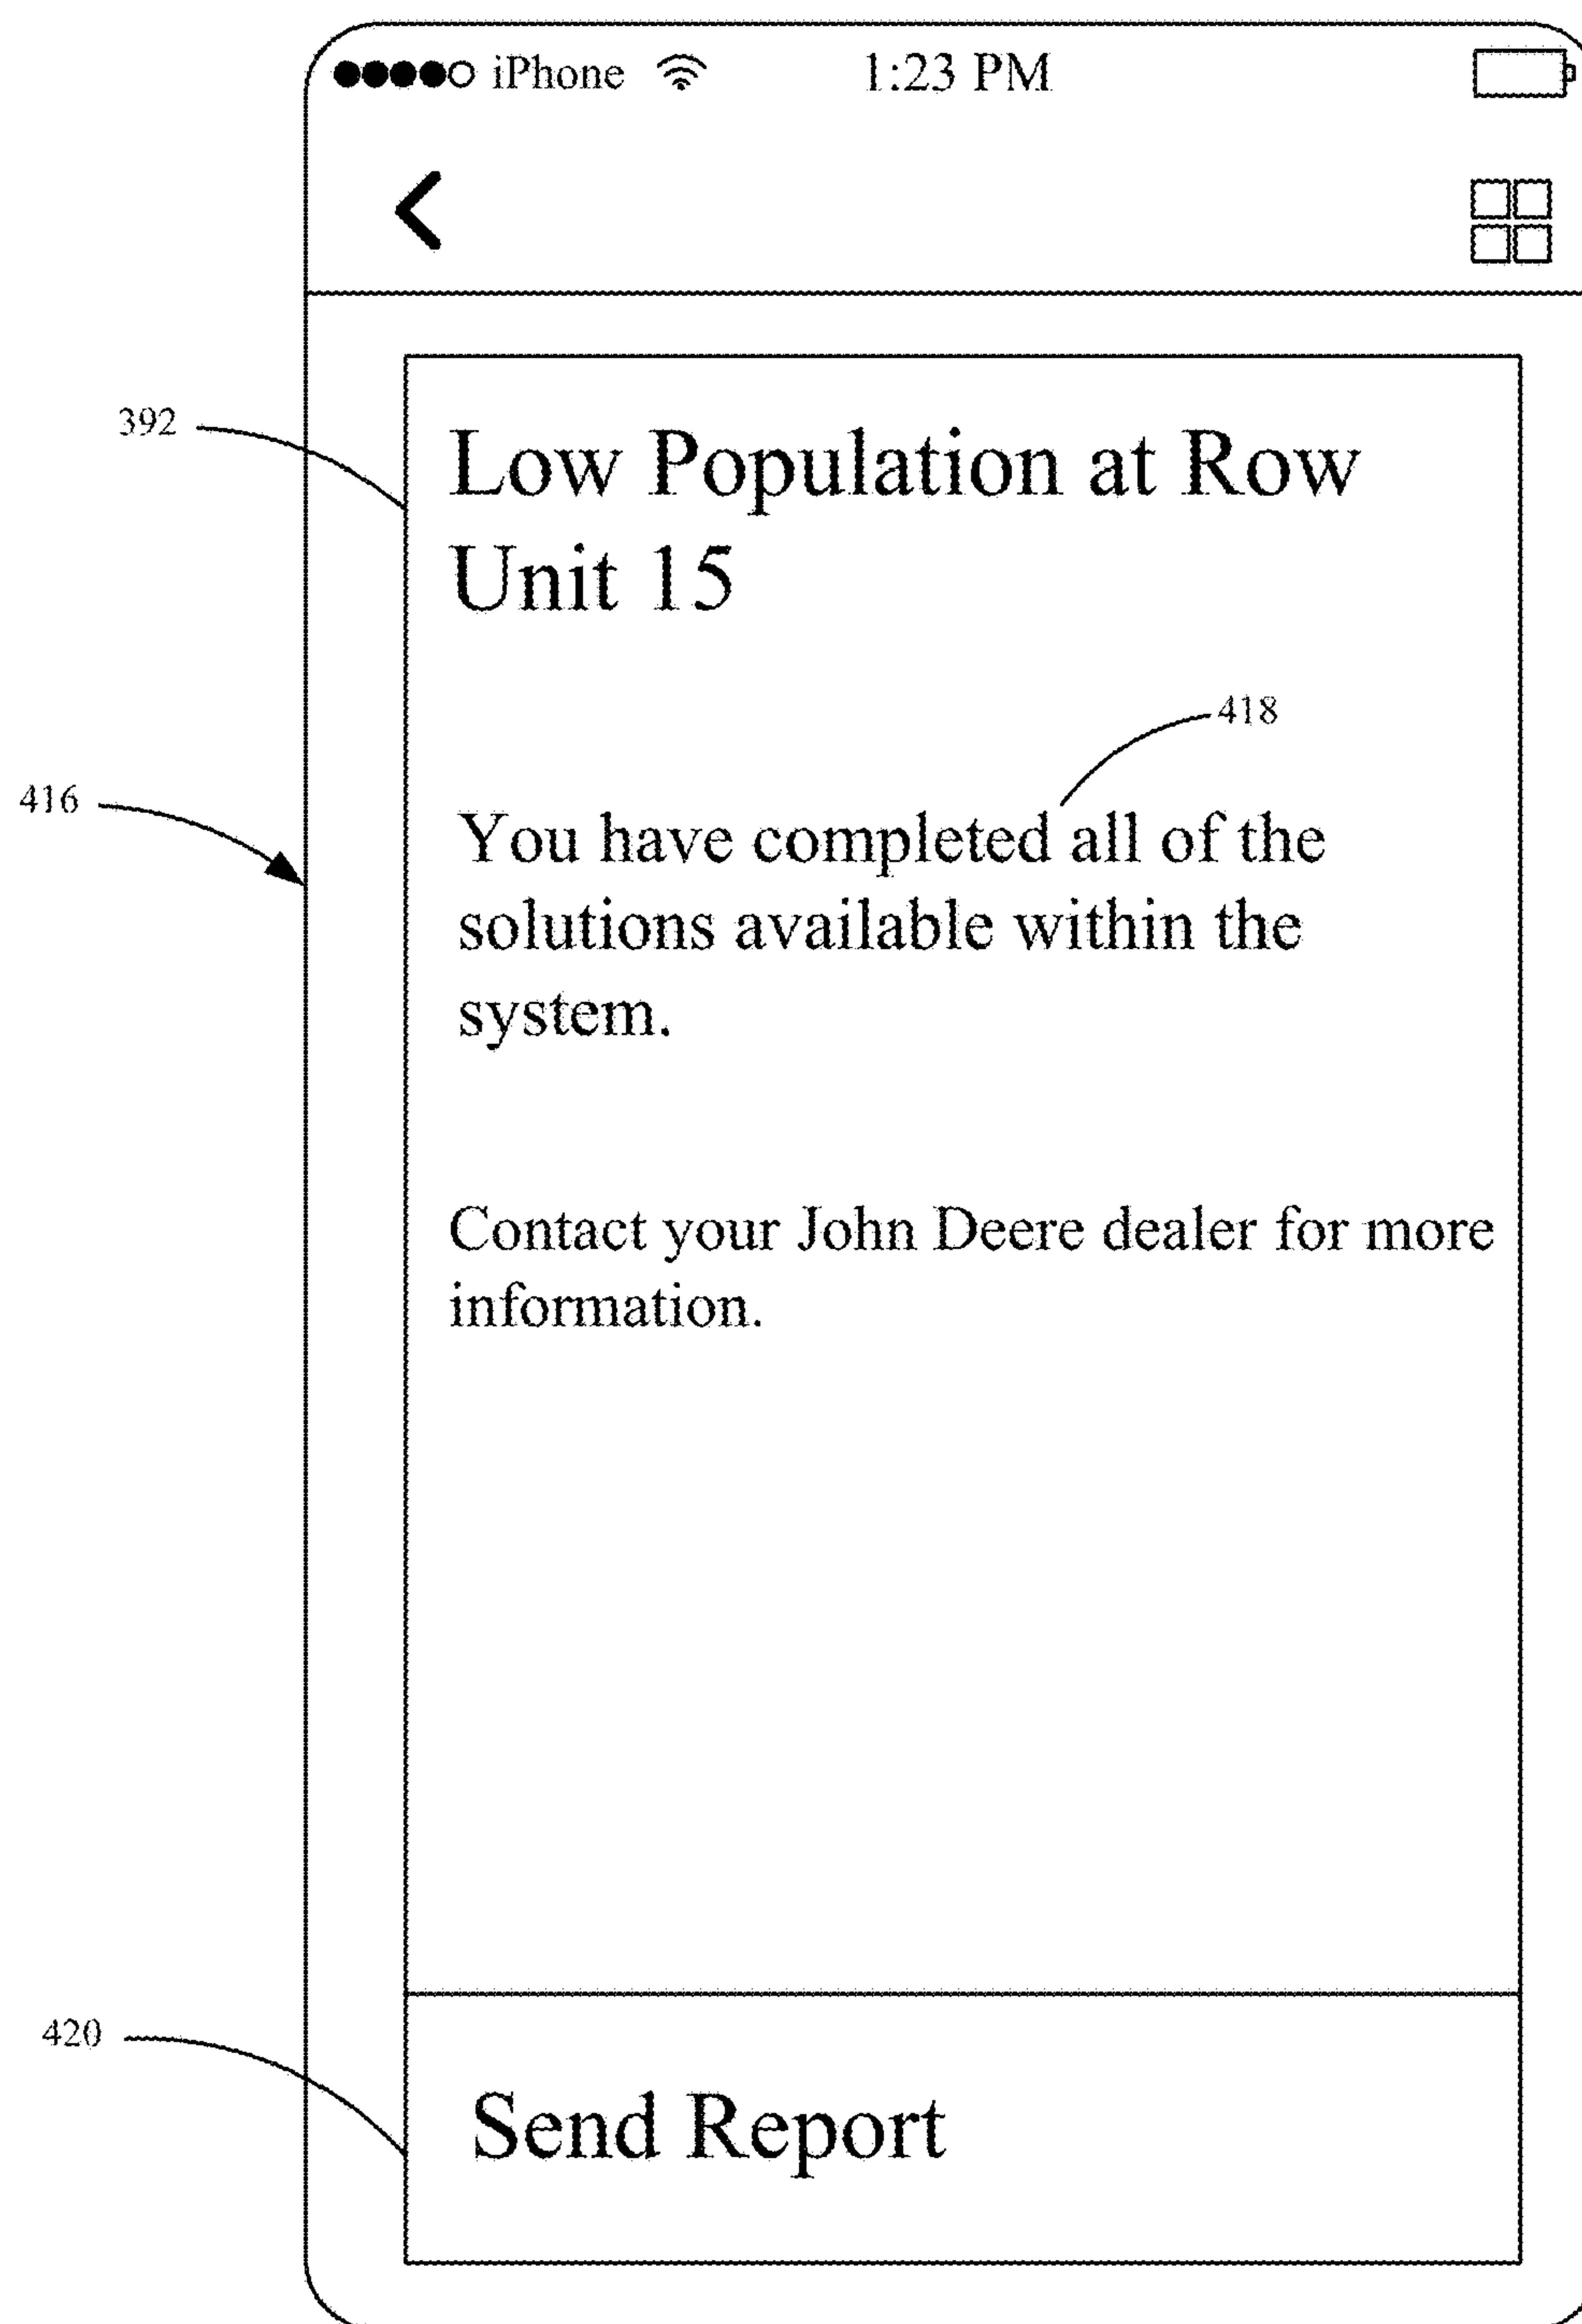 iPhone 1:23 PM
392
Low Population at Row
Unit 15
418
416
You have completed all of the
solutions available within the
system.
Contact your John Deere dealer for more
information.
420
Send Report